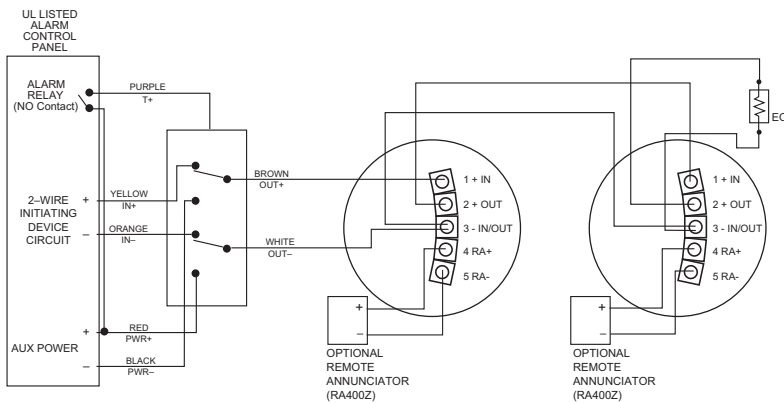 UL LISTED
ALARM
CONTROL
PANEL
ALARM
RELAY
(NO Contact)
PURPLE
T+
2–WIRE
INITIATING
DEVICE
CIRCUIT
+
–
YELLOW
IN+
ORANGE
IN–
BROWN
OUT+
WHITE
OUT–
AUX POWER
+
–
RED
PWR+
BLACK
PWR–
1 + IN
2 + OUT
3 - IN/OUT
4 RA+
5 RA-
+
–
OPTIONAL
REMOTE
ANNUNCIATOR
(RA400Z)
1 + IN
2 + OUT
3 - IN/OUT
4 RA+
5 RA-
+
–
OPTIONAL
REMOTE
ANNUNCIATOR
(RA400Z)